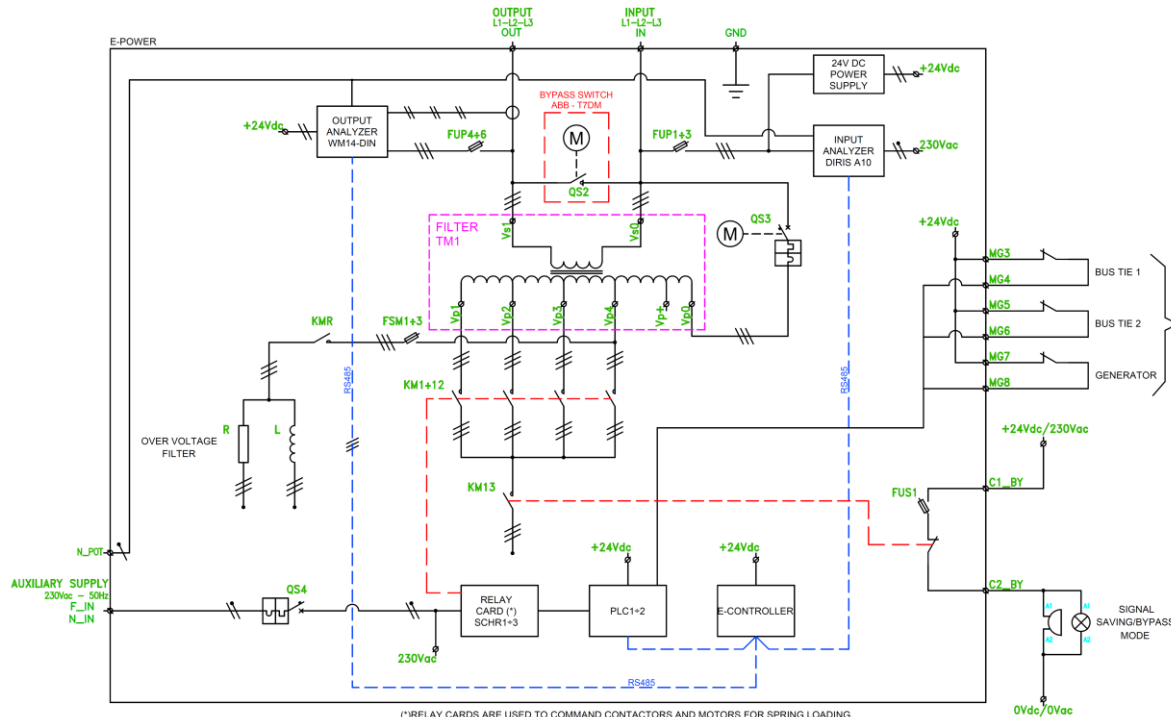 OUTPUT
L1-L2-L3
OUT
INPUT
L1-L2-L3
IN
GND
E-POWER
24V DC
POWER
SUPPLY
+24Vdc
BYPASS SWITCH
ABB - T7DM
OUTPUT
ANALYZER
WM14-DIN
+24Vdc
FUP4÷6
M
FUP1÷3
INPUT
ANALYZER
DIRIS A10
230Vac
QS2
FILTER
TM1
Vs1
Vs0
M
QS3
+24Vdc
MG3
MG4
BUS TIE 1
MG5
MG6
BUS TIE 2
MG7
MG8
GENERATOR
Vp1
Vp2
Vp3
Vp4
Vp+
Vp0
KMR
FSM1÷3
RS485
RS485
KM1÷12
R
L
OVER VOLTAGE
FILTER
+24Vdc/230Vac
KM13
FUS1
C1_BY
N_POT
+24Vdc
+24Vdc
AUXILIARY SUPPLY
230Vac - 50Hz
F_IN
N_IN
QS4
RELAY
CARD (*)
SCHR1÷3
PLC1÷2
E-CONTROLLER
C2_BY
A1
A1
A2
A2
SIGNAL
SAVING/BYPASS
MODE
230Vac
RS485
0Vdc/0Vac
(*)RELAY CARDS ARE USED TO COMMAND CONTACTORS AND MOTORS FOR SPRING LOADING